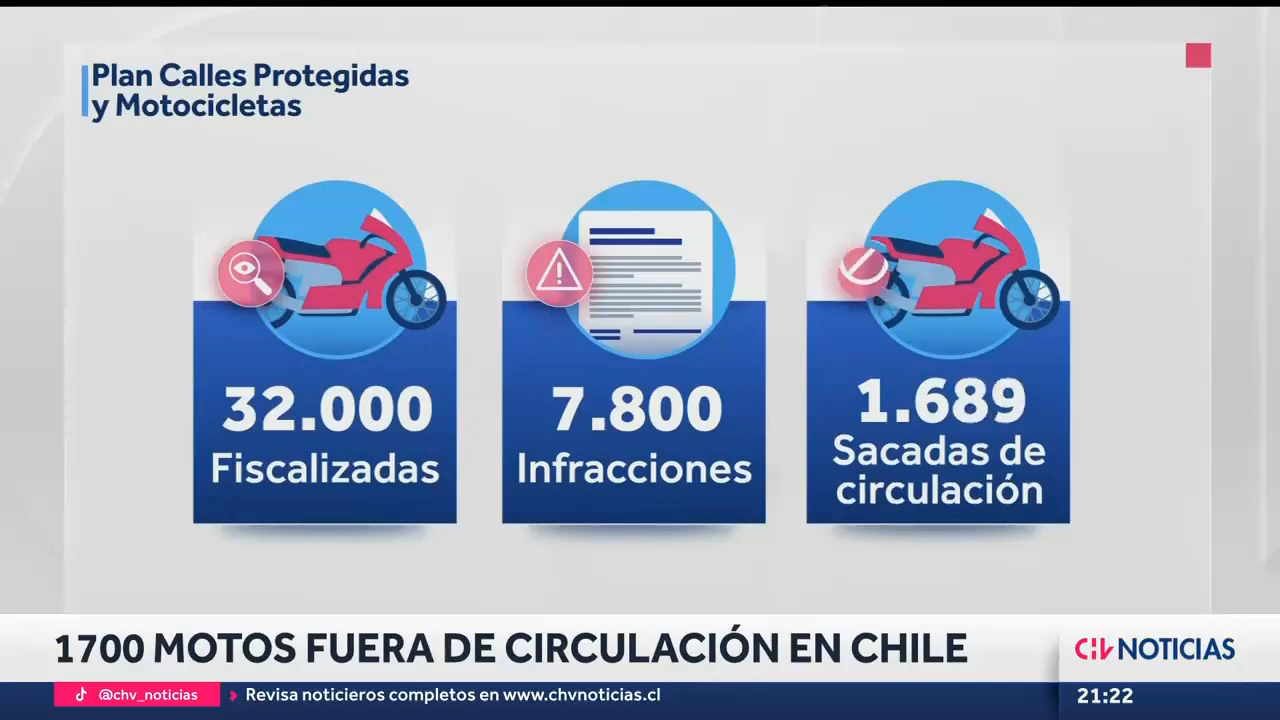 Plan Calles Protegidas
y Motocicletas
32.000
Fiscalizadas
7.800
Infracciones
1.689
Sacadas de
circulación
1700 MOTOS FUERA DE CIRCULACIÓN EN CHILE
CHV NOTICIAS
@chv_noticias
Revisa noticieros completos en www.chvnoticias.cl
21:22